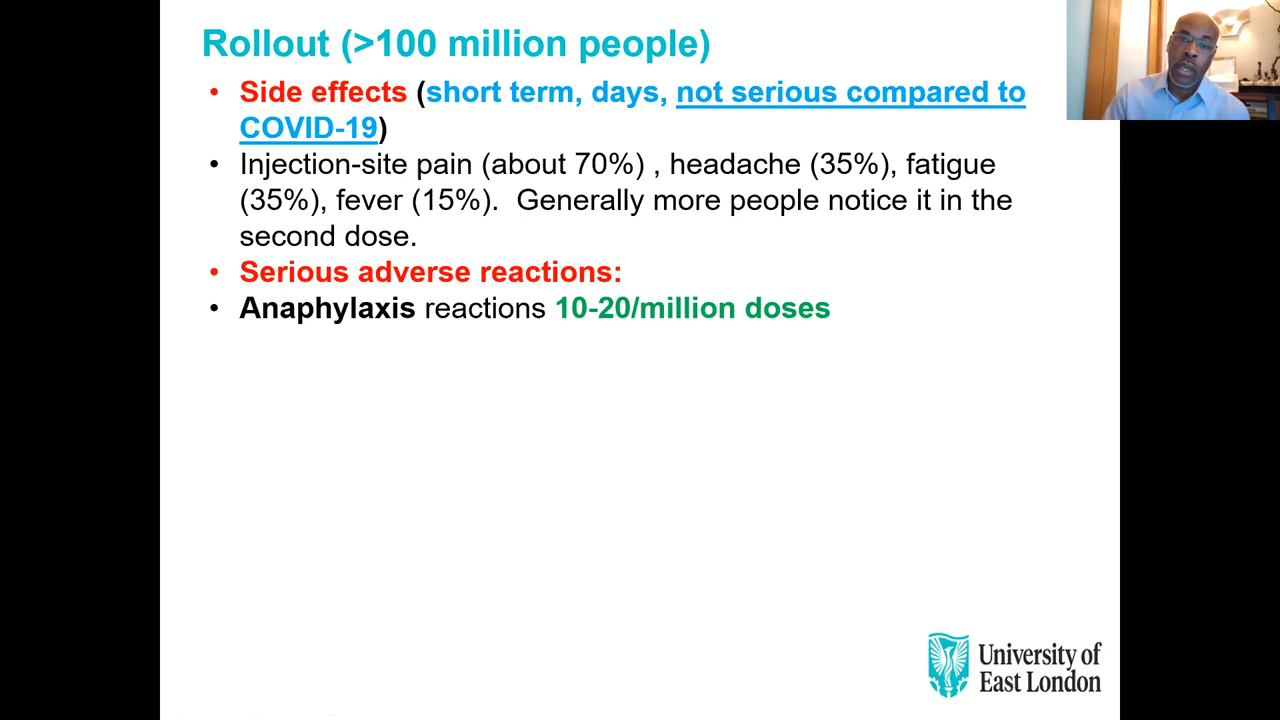 Rollout (>100 million people)
• Side effects (short term, days, not serious compared to
COVID-19)
• Injection-site pain (about 70%) , headache (35%), fatigue
(35%), fever (15%).  Generally more people notice it in the
second dose.
• Serious adverse reactions:
• Anaphylaxis reactions 10-20/million doses
University of
East London